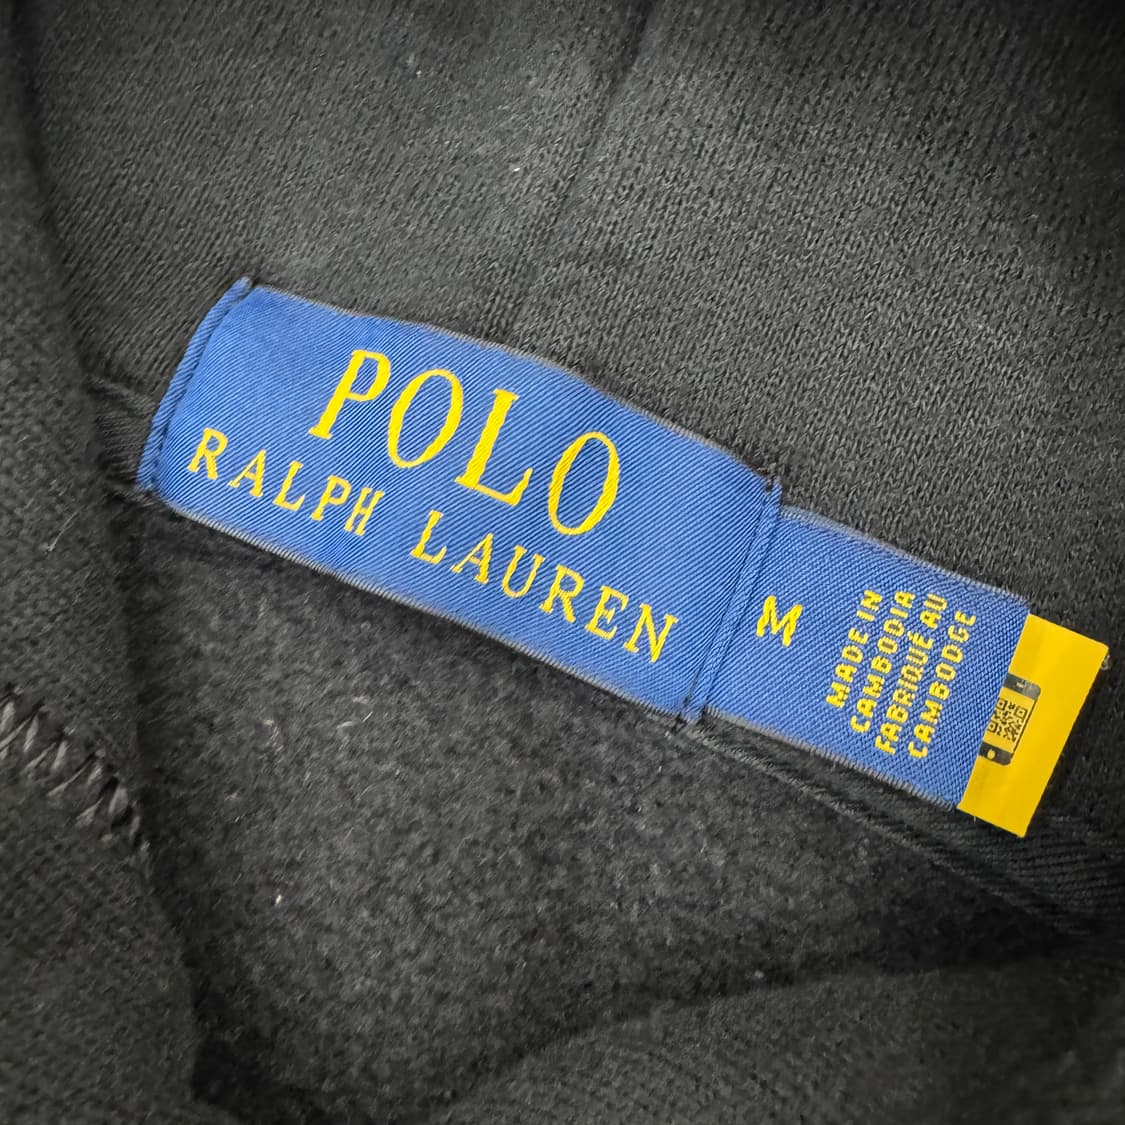 POLO
RALPH LAUREN
M
MADE IN
CAMBODIA
FABRIQUÉ AU
CAMBODGE